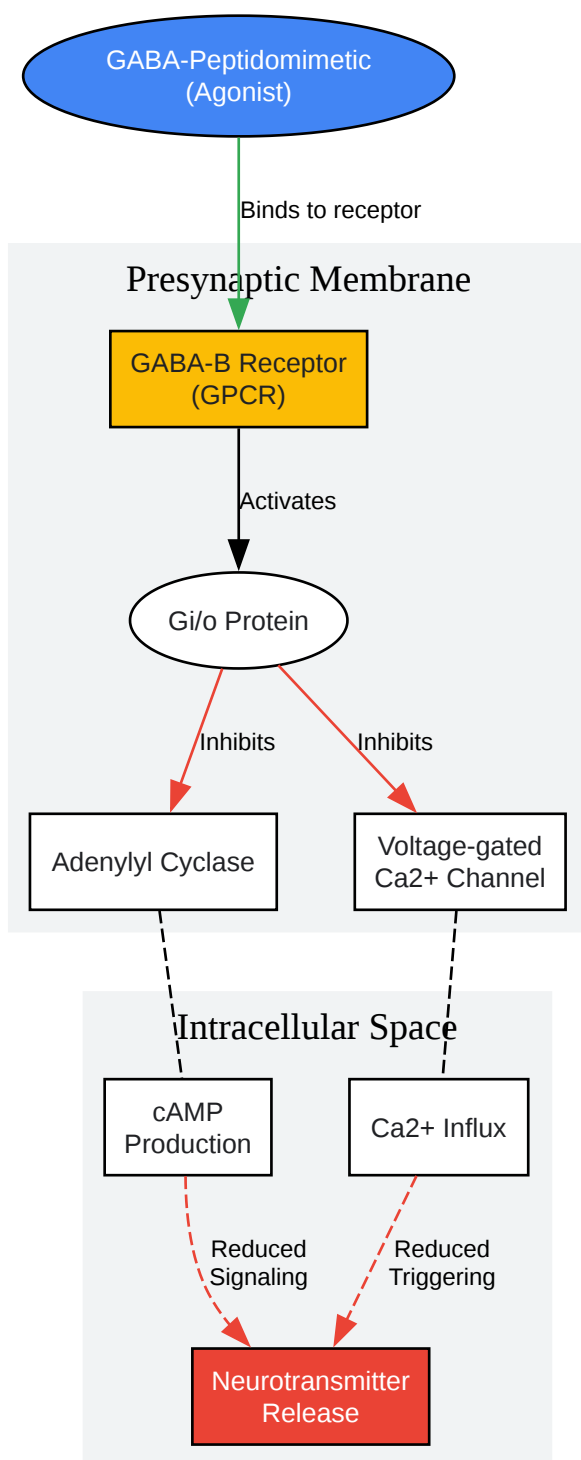 GABA-Peptidomimetic
(Agonist)
Binds to receptor
Presynaptic Membrane
GABA-B Receptor
(GPCR)
Activates
Gi/o Protein
Inhibits
Inhibits
Adenylyl Cyclase
Voltage-gated
Ca2+ Channel
Intracellular Space
cAMP
Production
Ca2+ Influx
Reduced
Signaling
Reduced
Triggering
Neurotransmitter
Release